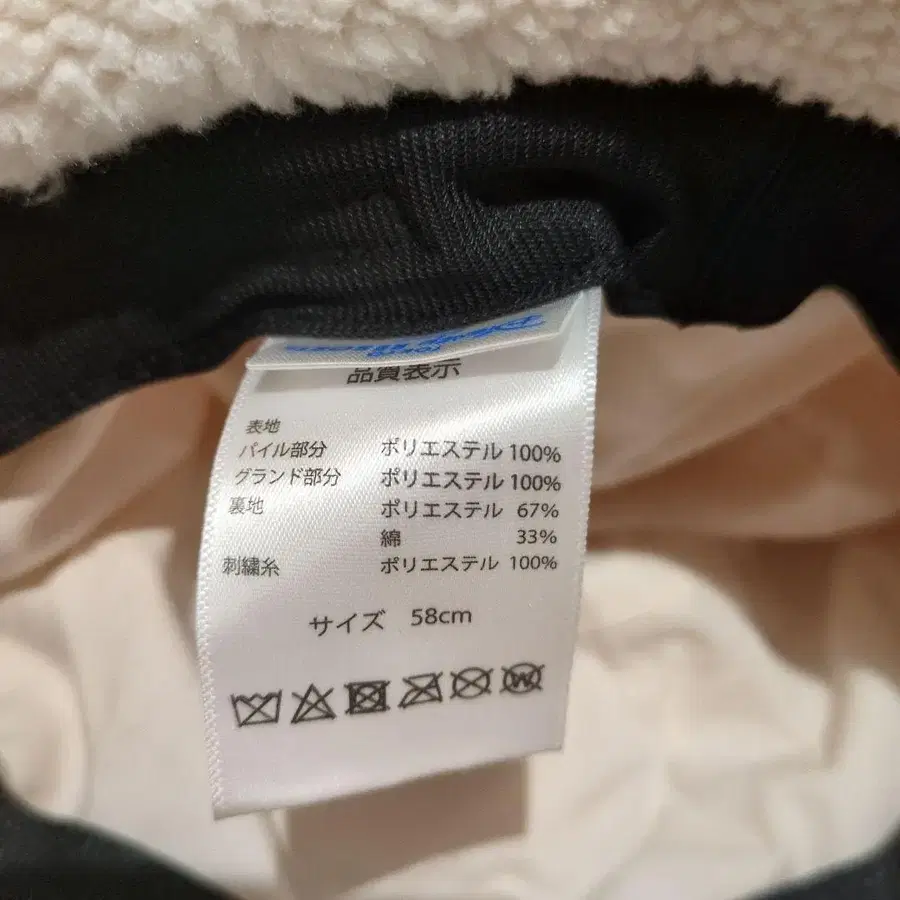 品質表示
表地
パイル部分 ポリエステル 100%
グランド部分 ポリエステル 100%
裏地 ポリエステル 67%
綿 33%
刺繍糸 ポリエステル 100%
サイズ 58cm